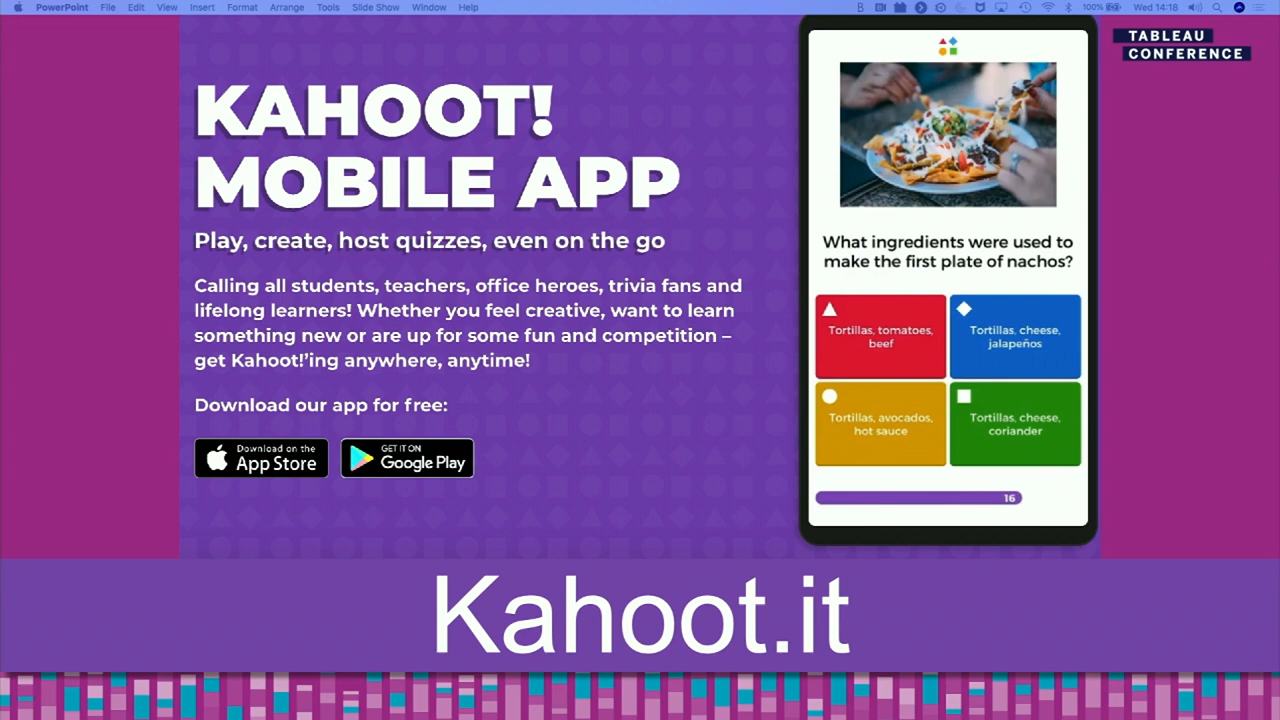 PowerPoint File Edit View Insert Format Arrange Tools Slide Show Window Help
100% Wed 14:18
TABLEAU
CONFERENCE
KAHOOT!
MOBILE APP
Play, create, host quizzes, even on the go
Calling all students, teachers, office heroes, trivia fans and
lifelong learners! Whether you feel creative, want to learn
something new or are up for some fun and competition –
get Kahoot!'ing anywhere, anytime!
Download our app for free:
Download on the
App Store
GET IT ON
Google Play
What ingredients were used to
make the first plate of nachos?
Tortillas, tomatoes,
beef
Tortillas, cheese,
jalapeños
Tortillas, avocados,
hot sauce
Tortillas, cheese,
coriander
16
Kahoot.it